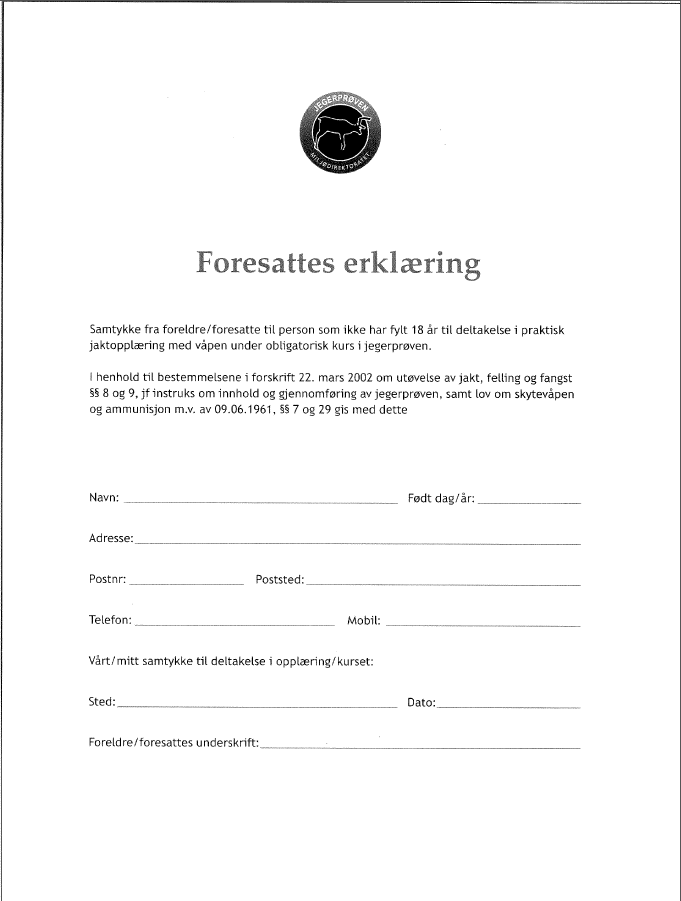 JEGERPRØVEN
MILJØDIREKTORATET
Foresattes erklæring
Samtykke fra foreldre/foresatte til person som ikke har fylt 18 år til deltakelse i praktisk
jaktopplæring med våpen under obligatorisk kurs i jegerprøven.
I henhold til bestemmelsene i forskrift 22. mars 2002 om utøvelse av jakt, felling og fangst
§§ 8 og 9, jf instruks om innhold og gjennomføring av jegerprøven, samt lov om skytevåpen
og ammunisjon m.v. av 09.06.1961, §§ 7 og 29 gis med dette
Navn: Født dag/år:
Adresse:
Postnr: Poststed:
Telefon: Mobil:
Vårt/mitt samtykke til deltakelse i opplæring/kurset:
Sted: Dato:
Foreldre/foresattes underskrift: